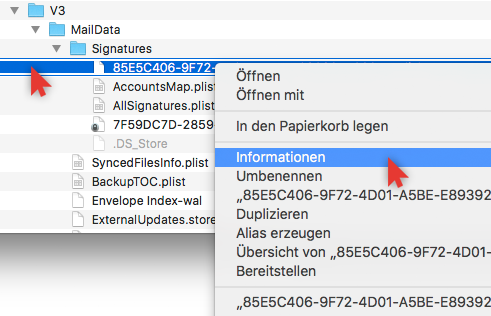 V3
MailData
Signatures
85E5C406-9F72-
AccountsMap.plist
AllSignatures.plist
7F59DC7D-2859
.DS_Store
SyncedFilesInfo.plist
BackupTOC.plist
Envelope Index-wal
ExternalUpdates.store
Öffnen
Öffnen mit
In den Papierkorb legen
Informationen
Umbenennen
„85E5C406-9F72-4D01-A5BE-E89392
Duplizieren
Alias erzeugen
Übersicht von „85E5C406-9F72-4D01-A
Bereitstellen
„85E5C406-9F72-4D01-A5BE-E89392